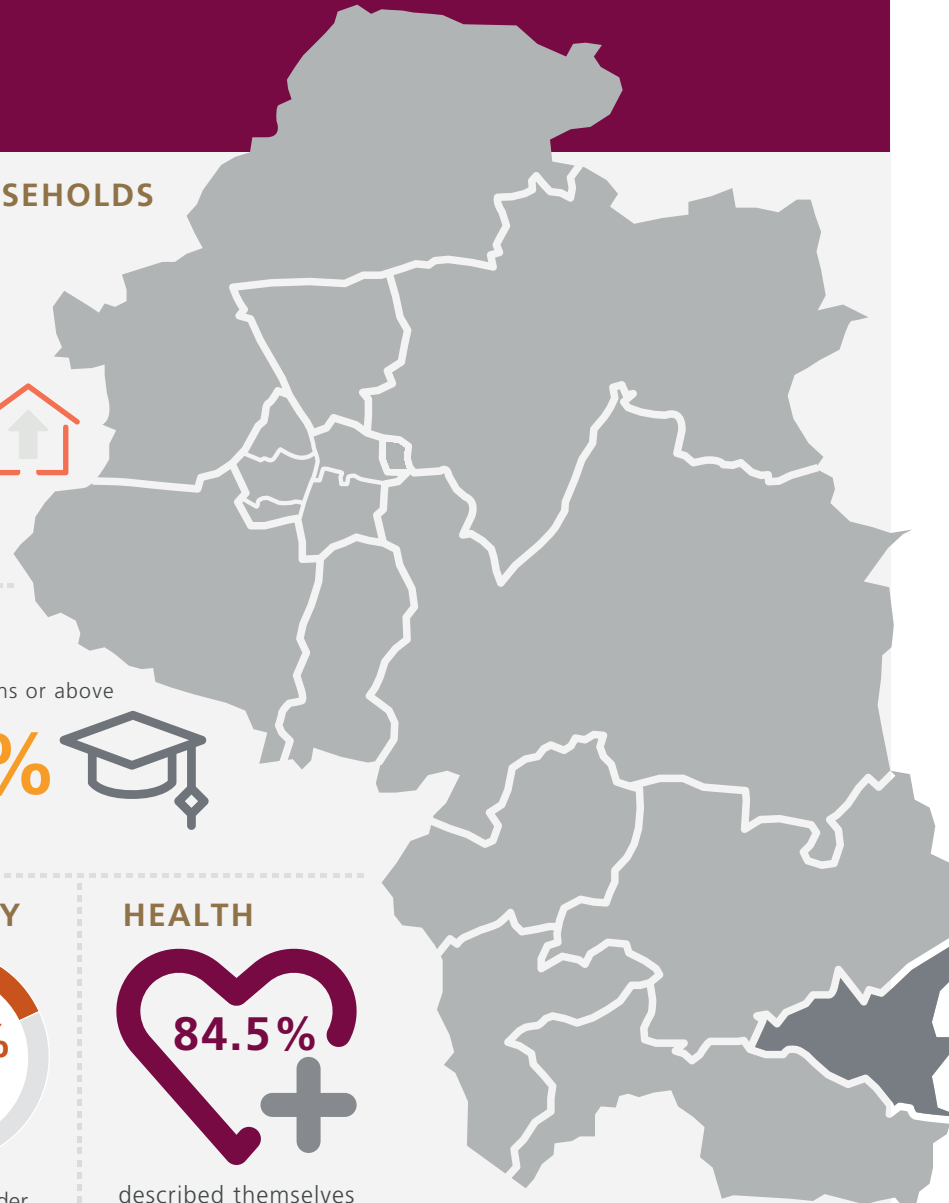 SEHOLDS
ns or above
%
Y
HEALTH
%
84.5%
described themselves
der